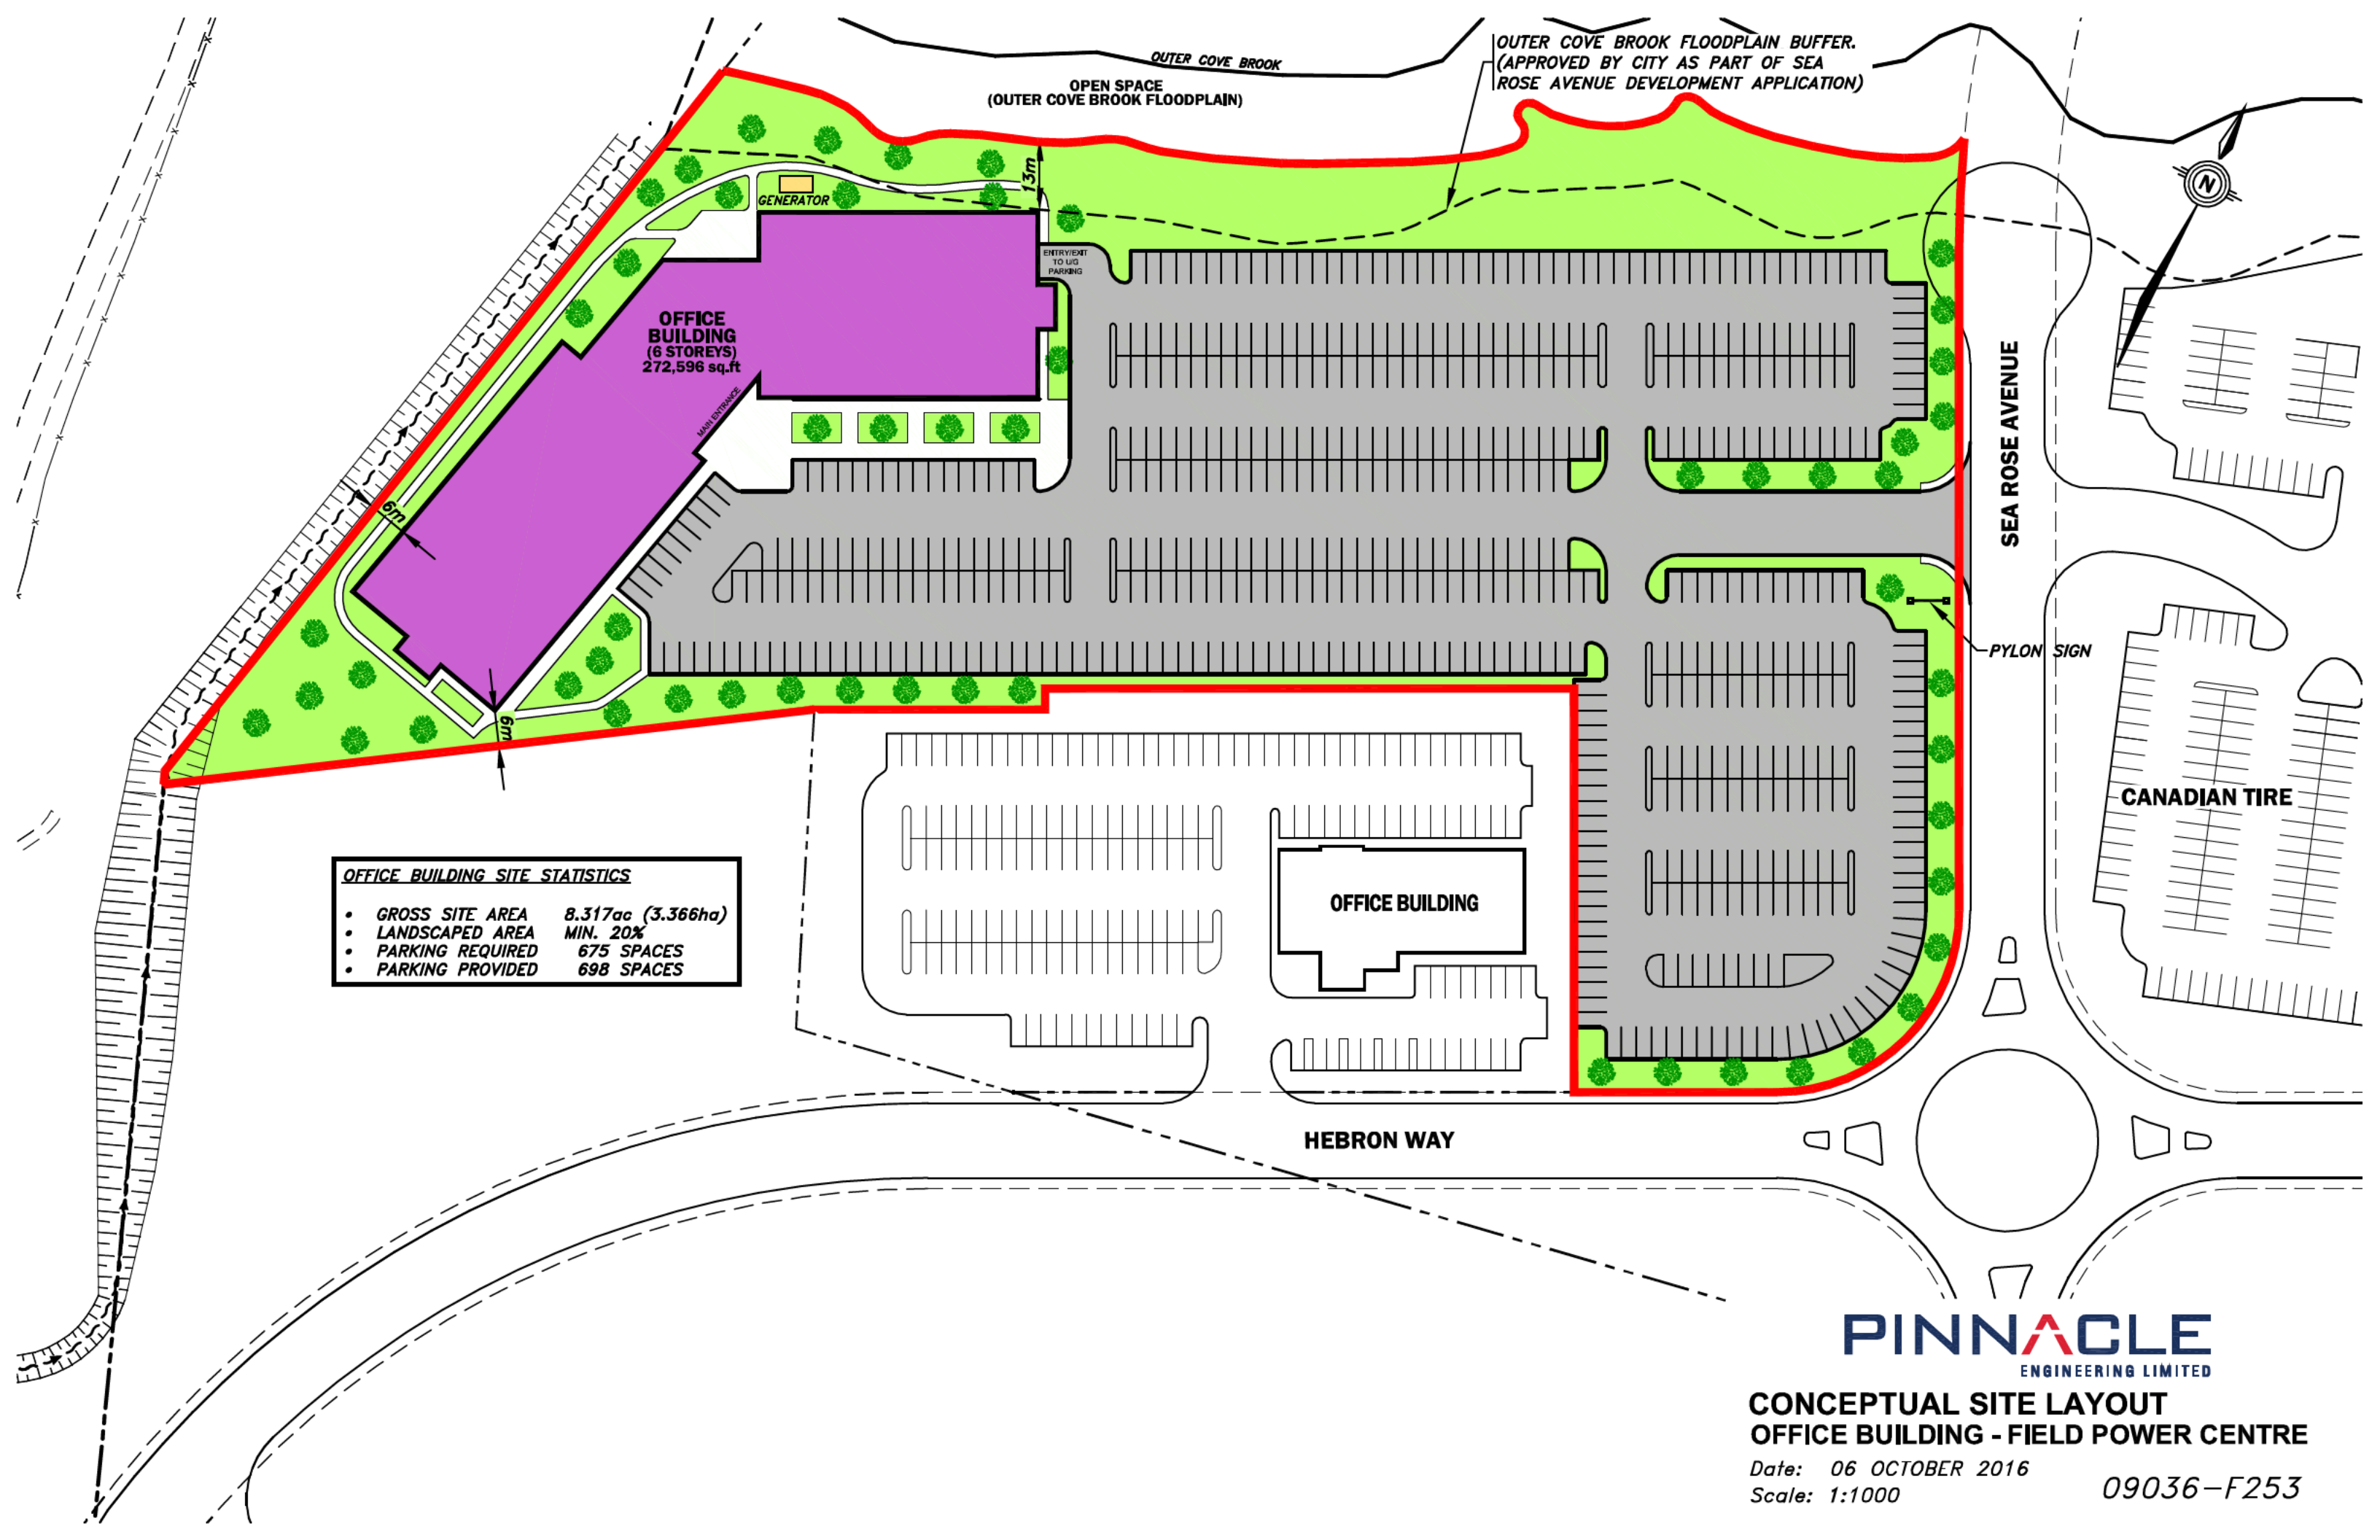 OUTER COVE BROOK
OPEN SPACE
(OUTER COVE BROOK FLOODPLAIN)
OUTER COVE BROOK FLOODPLAIN BUFFER.
(APPROVED BY CITY AS PART OF SEA
ROSE AVENUE DEVELOPMENT APPLICATION)
N
13m
GENERATOR
ENTRY/EXIT
TO U/G
PARKING
OFFICE
BUILDING
(6 STOREYS)
272,596 sq.ft
MAIN ENTRANCE
6m
6m
SEA ROSE AVENUE
PYLON SIGN
CANADIAN TIRE
OFFICE BUILDING SITE STATISTICS
• GROSS SITE AREA 8.317ac (3.366ha)
• LANDSCAPED AREA MIN. 20%
• PARKING REQUIRED 675 SPACES
• PARKING PROVIDED 698 SPACES
OFFICE BUILDING
HEBRON WAY
PINNACLE
ENGINEERING LIMITED
CONCEPTUAL SITE LAYOUT
OFFICE BUILDING - FIELD POWER CENTRE
Date: 06 OCTOBER 2016
Scale: 1:1000
09036-F253